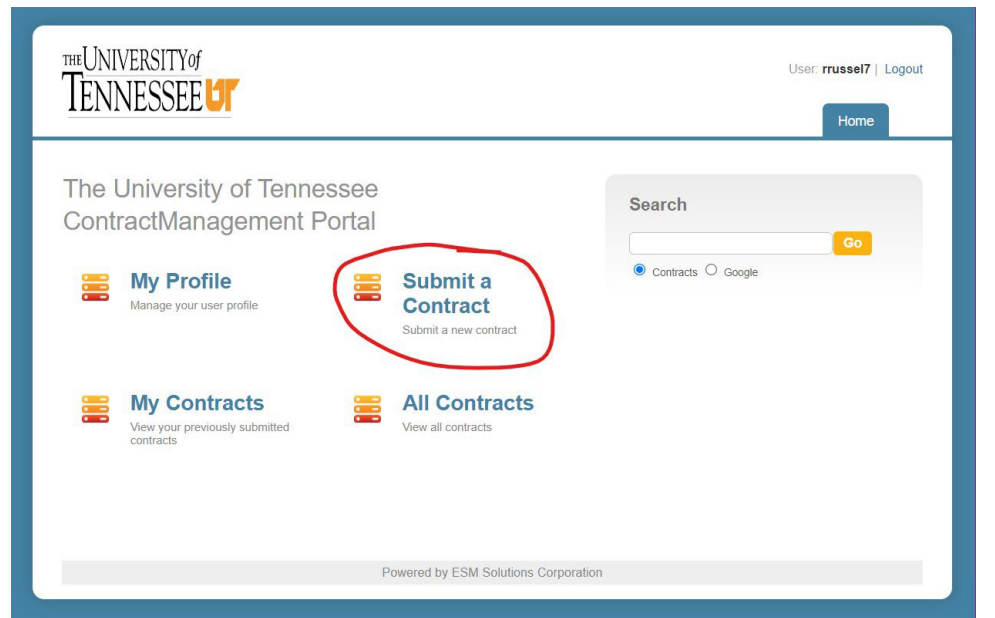 THE UNIVERSITY of
TENNESSEE UT
User: rrussel7 | Logout
Home
The University of Tennessee
ContractManagement Portal
My Profile
Manage your user profile
Submit a
Contract
Submit a new contract
My Contracts
View your previously submitted
contracts
All Contracts
View all contracts
Search
Go
Contracts Google
Powered by ESM Solutions Corporation